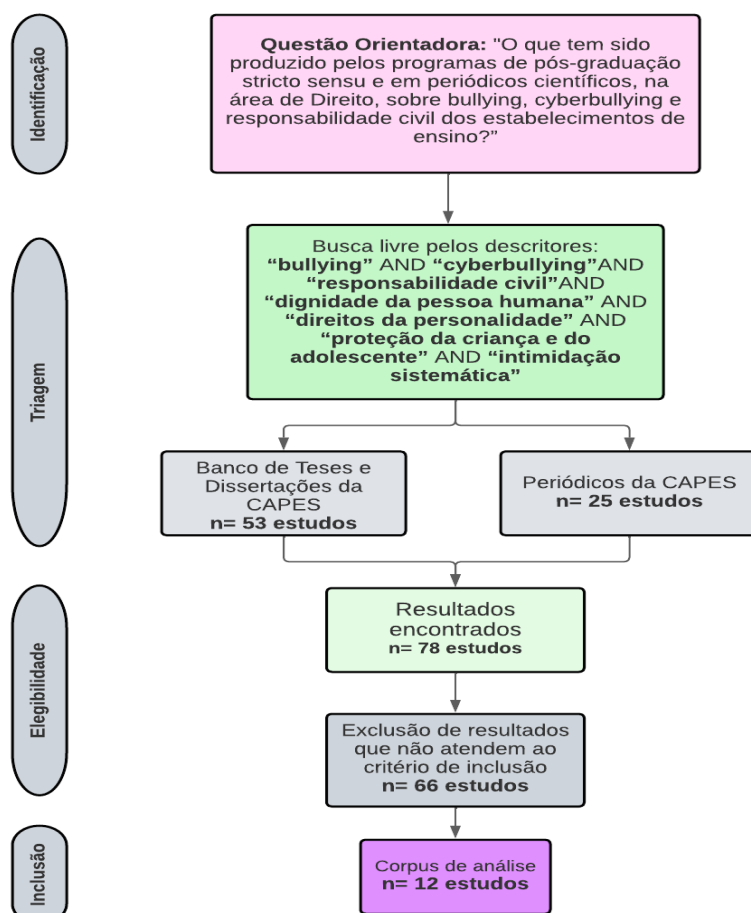 Identificação
Questão Orientadora: "O que tem sido
produzido pelos programas de pós-graduação
stricto sensu e em periódicos científicos, na
área de Direito, sobre bullying, cyberbullying e
responsabilidade civil dos estabelecimentos de
ensino?"
Triagem
Busca livre pelos descritores:
“bullying” AND “cyberbullying”AND
“responsabilidade civil”AND
“dignidade da pessoa humana” AND
“direitos da personalidade” AND
“proteção da criança e do
adolescente” AND “intimidação
sistemática”
Banco de Teses e
Dissertações da
CAPES
n= 53 estudos
Periódicos da CAPES
n= 25 estudos
Elegibilidade
Resultados
encontrados
n= 78 estudos
Exclusão de resultados
que não atendem ao
critério de inclusão
n= 66 estudos
Inclusão
Corpus de análise
n= 12 estudos